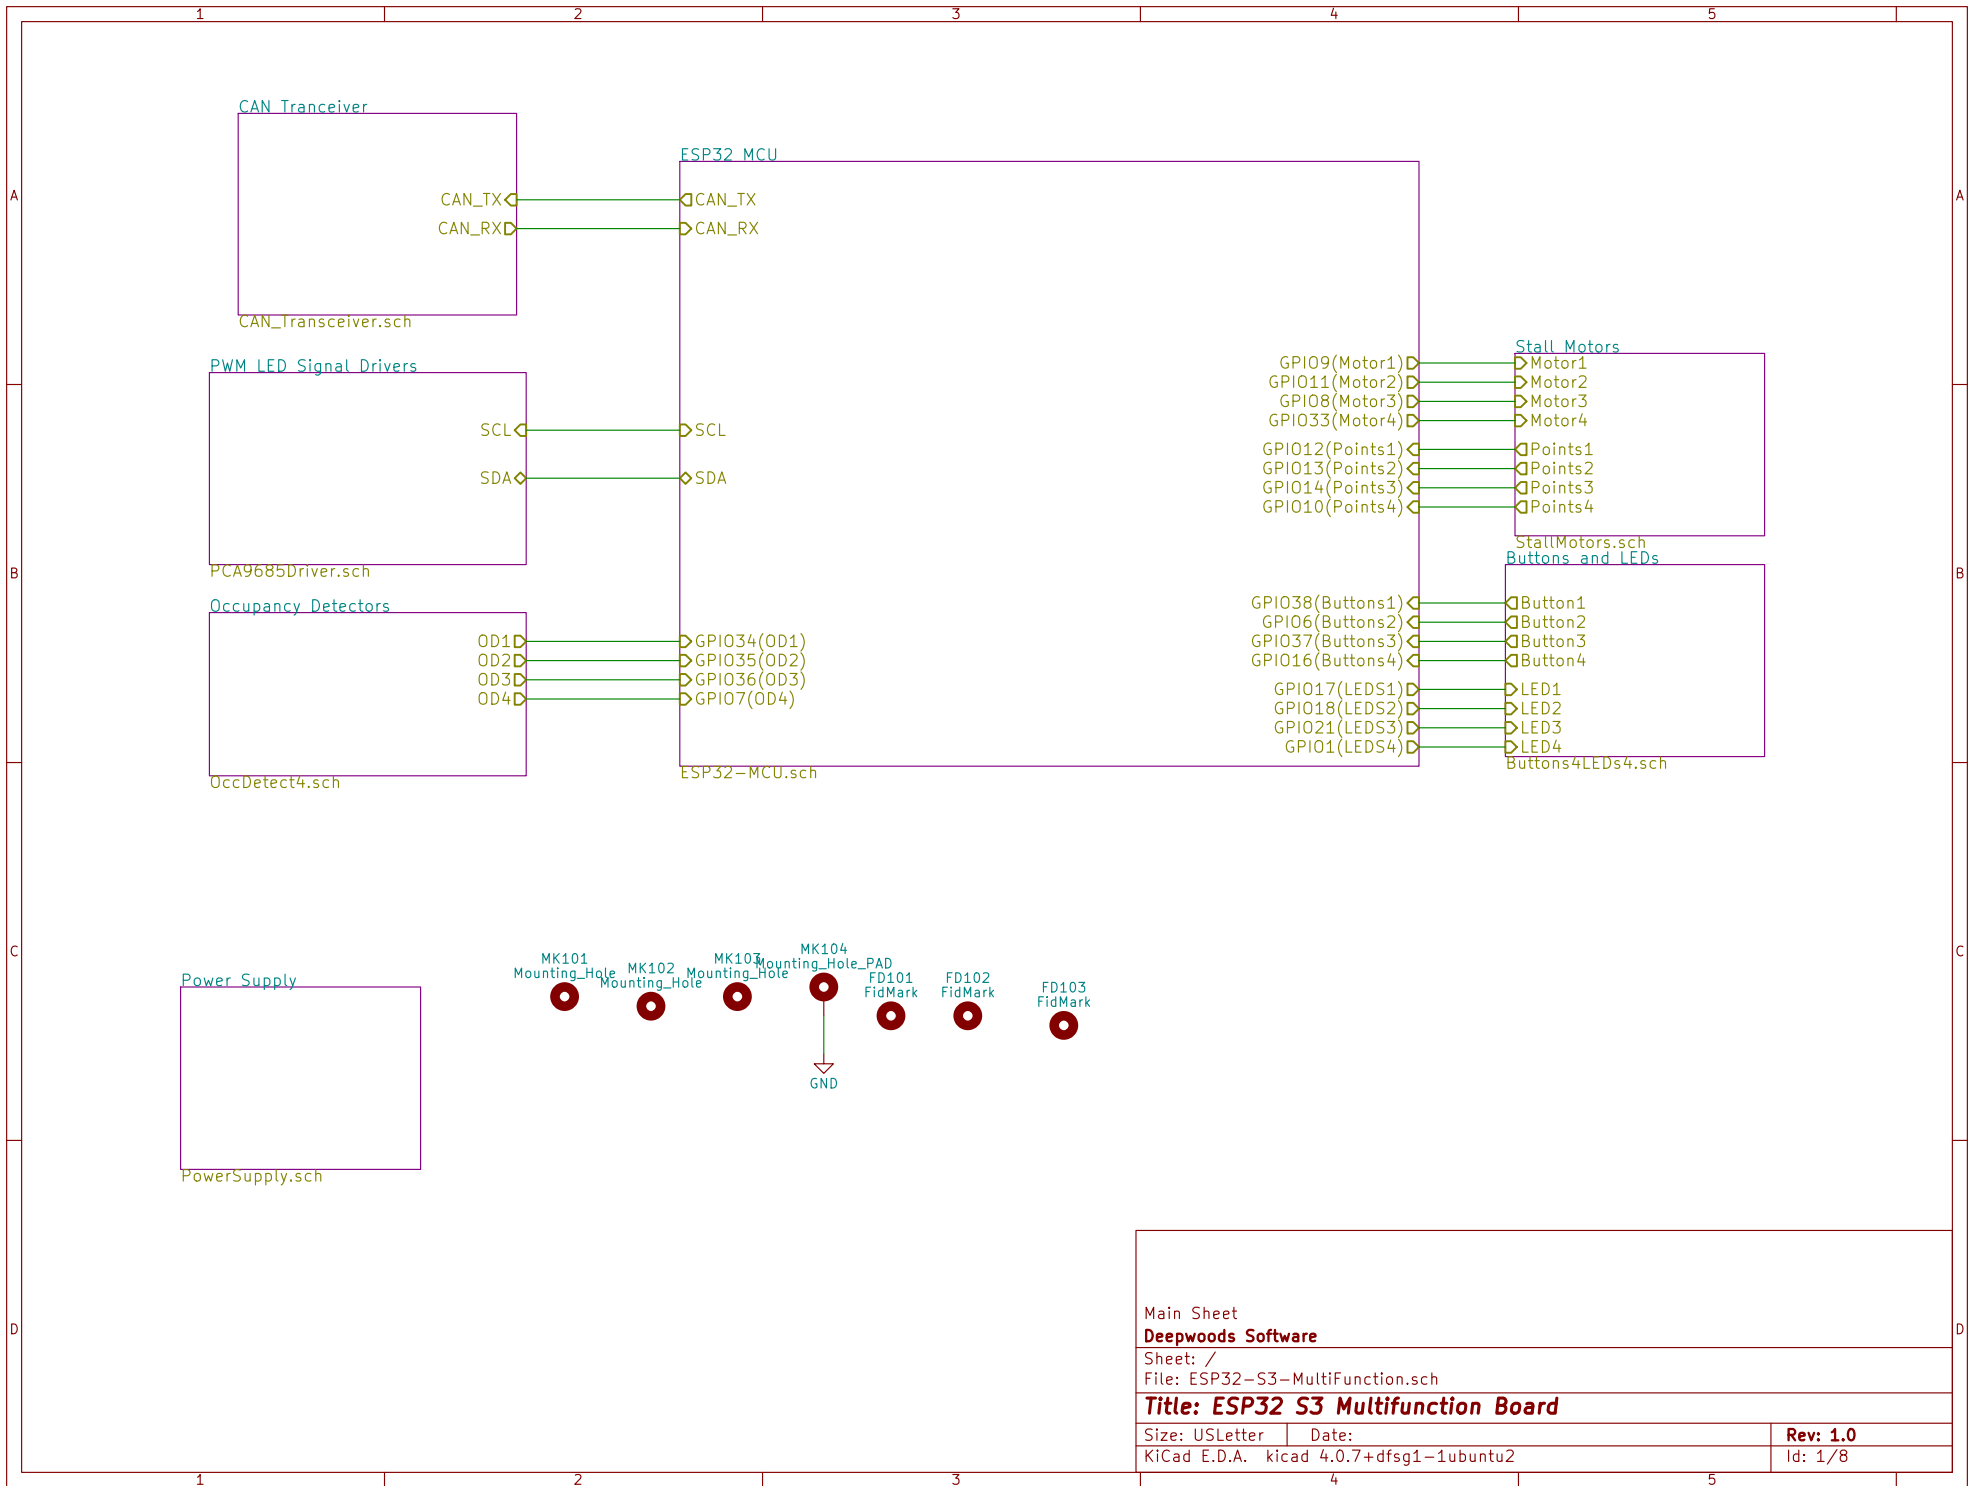 1 2 3 4 5
A A
B B
C C
D D
CAN Tranceiver
CAN_TX
CAN_RX
CAN_Transceiver.sch
PWM LED Signal Drivers
SCL
SDA
PCA9685Driver.sch
Occupancy Detectors
OD1
OD2
OD3
OD4
OccDetect4.sch
ESP32 MCU
CAN_TX
CAN_RX
SCL
SDA
GPIO34(OD1)
GPIO35(OD2)
GPIO36(OD3)
GPIO7(OD4)
GPIO9(Motor1)
GPIO11(Motor2)
GPIO8(Motor3)
GPIO33(Motor4)
GPIO12(Points1)
GPIO13(Points2)
GPIO14(Points3)
GPIO10(Points4)
GPIO38(Buttons1)
GPIO6(Buttons2)
GPIO37(Buttons3)
GPIO16(Buttons4)
GPIO17(LEDS1)
GPIO18(LEDS2)
GPIO21(LEDS3)
GPIO1(LEDS4)
ESP32-MCU.sch
Stall Motors
Motor1
Motor2
Motor3
Motor4
Points1
Points2
Points3
Points4
StallMotors.sch
Buttons and LEDs
Button1
Button2
Button3
Button4
LED1
LED2
LED3
LED4
Buttons4LEDs4.sch
Power Supply
PowerSupply.sch
MK101
Mounting_Hole
MK102
Mounting_Hole
MK103
Mounting_Hole
MK104
Mounting_Hole_PAD
GND
FD101
FidMark
FD102
FidMark
FD103
FidMark
Main Sheet
Deepwoods Software
Sheet: /
File: ESP32-S3-MultiFunction.sch
Title: ESP32 S3 Multifunction Board
Size: USLetter Date: Rev: 1.0
KiCad E.D.A. kicad 4.0.7+dfsg1-1ubuntu2 Id: 1/8
1 2 3 4 5